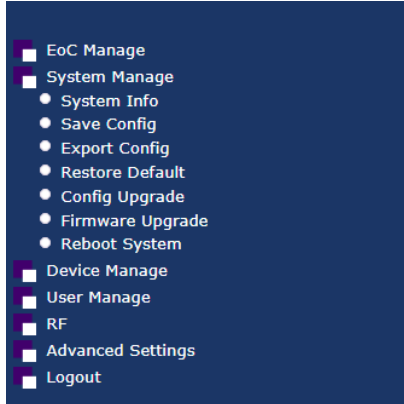 EoC Manage
System Manage
System Info
Save Config
Export Config
Restore Default
Config Upgrade
Firmware Upgrade
Reboot System
Device Manage
User Manage
RF
Advanced Settings
Logout